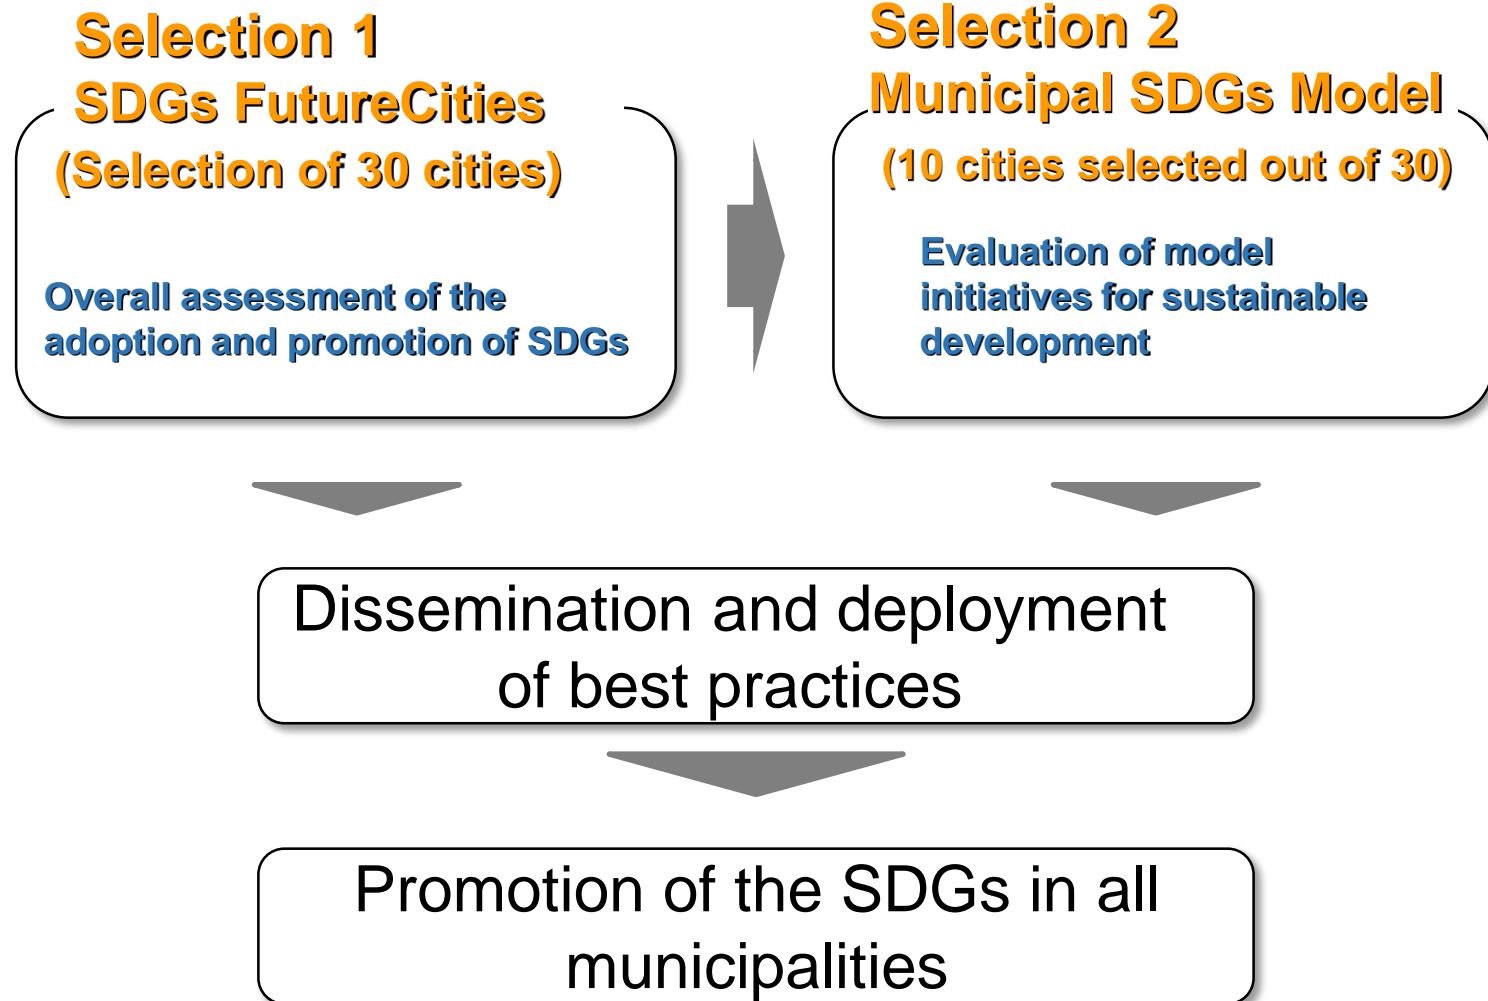 Selection 1
SDGs FutureCities
(Selection of 30 cities)
Overall assessment of the
adoption and promotion of SDGs
Selection 2
Municipal SDGs Model
(10 cities selected out of 30)
Evaluation of model
initiatives for sustainable
development
Dissemination and deployment
of best practices
Promotion of the SDGs in all
municipalities